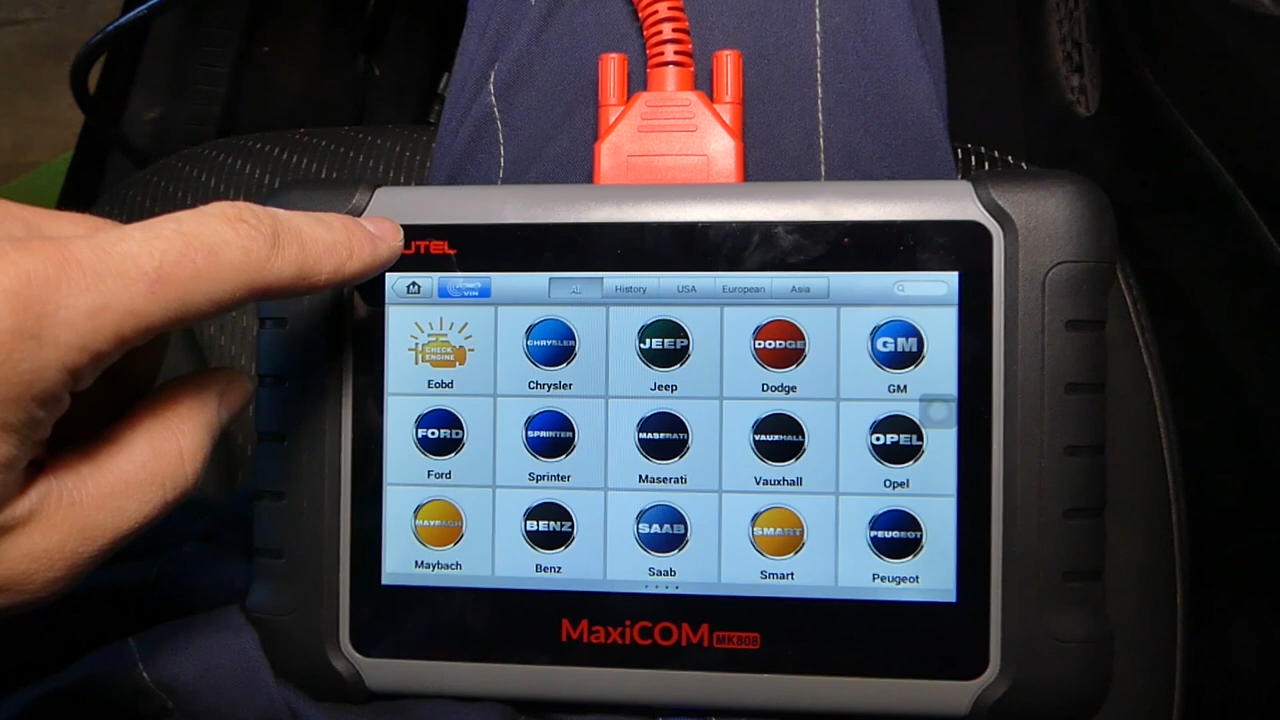 UTEL
VIN
All History USA European Asia
CHECK ENGINE CHRYSLER JEEP DODGE GM
Eobd Chrysler Jeep Dodge GM
FORD SPRINTER MASERATI VAUXHALL OPEL
Ford Sprinter Maserati Vauxhall Opel
MAYBACH BENZ SAAB SMART PEUGEOT
Maybach Benz Saab Smart Peugeot
MaxiCOM MK808